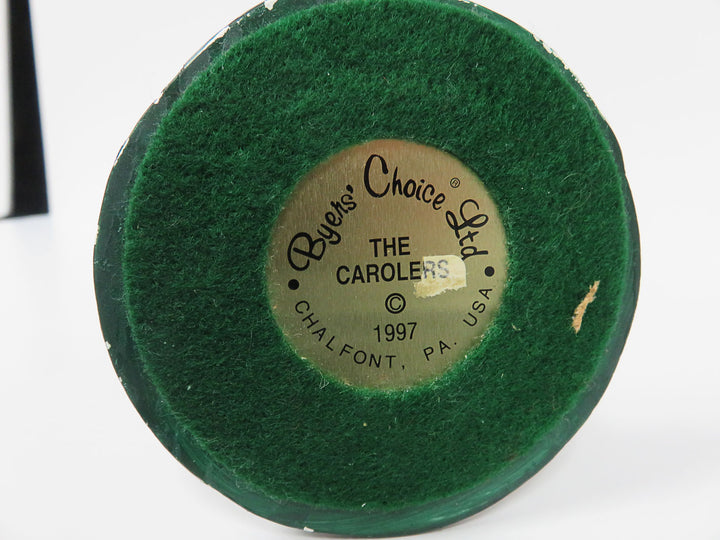 Byers' Choice® Ltd
THE
CAROLERS
©
1997
• CHALFONT, PA. USA •